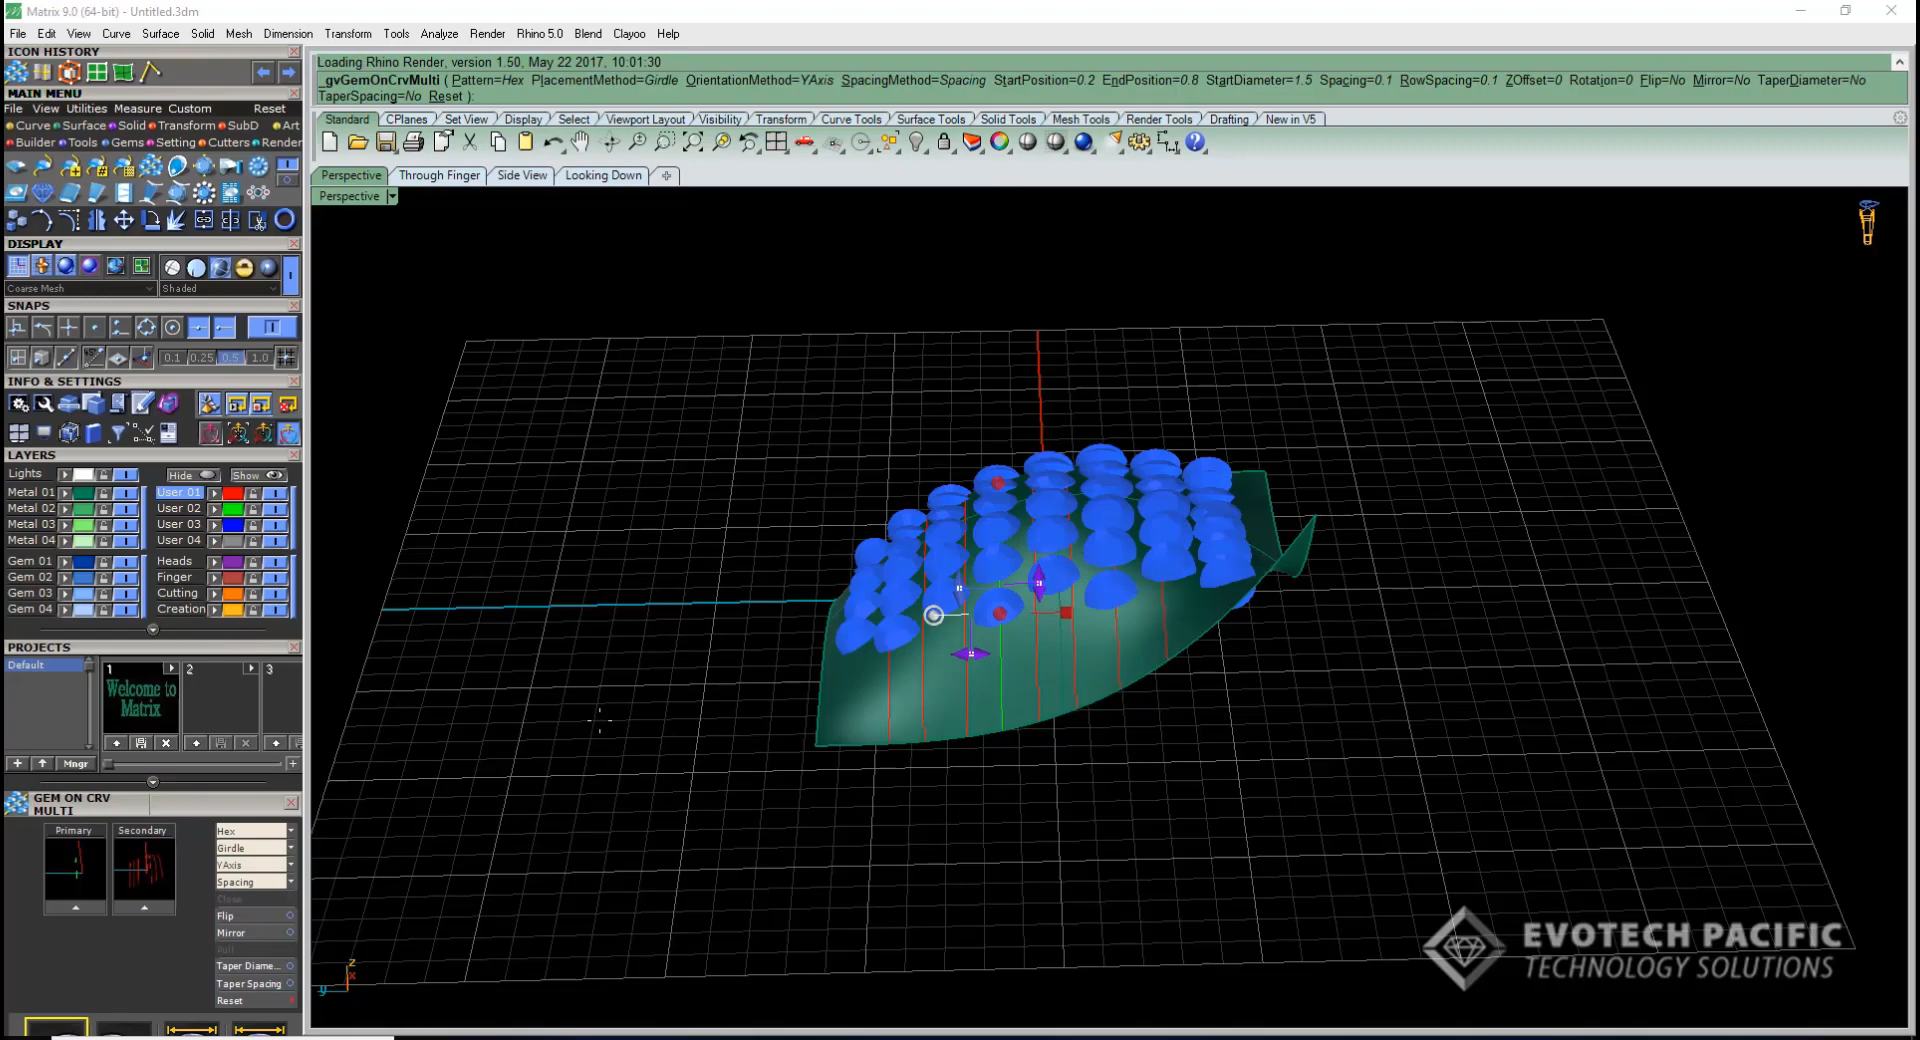 Matrix 9.0 (64-bit) - Untitled.3dm
File Edit View Curve Surface Solid Mesh Dimension Transform Tools Analyze Render Rhino 5.0 Blend Clayoo Help
ICON HISTORY
MAIN MENU
File View Utilities Measure Custom Reset
Curve Surface Solid Transform SubD Art
Builder Tools Gems Setting Cutters Render
DISPLAY
Coarse Mesh Shaded
SNAPS
0.1 0.25 0.5 1.0
INFO & SETTINGS
LAYERS
Lights Hide Show
Metal 01 User 01
Metal 02 User 02
Metal 03 User 03
Metal 04 User 04
Gem 01 Heads
Gem 02 Finger
Gem 03 Cutting
Gem 04 Creation
PROJECTS
Default 1 2 3
Welcome to
Matrix
Mngr
GEM ON CRV
MULTI
Primary Secondary
Hex
Girdle
YAxis
Spacing
Close
Flip
Mirror
Pull
Taper Diame...
Taper Spacing
Reset
Loading Rhino Render, version 1.50, May 22 2017, 10:01:30
_gvGemOnCrvMulti ( Pattern=Hex PlacementMethod=Girdle OrientationMethod=YAxis SpacingMethod=Spacing StartPosition=0.2 EndPosition=0.8 StartDiameter=1.5 Spacing=0.1 RowSpacing=0.1 ZOffset=0 Rotation=0 Flip=No Mirror=No TaperDiameter=No
TaperSpacing=No Reset ):
Standard CPlanes Set View Display Select Viewport Layout Visibility Transform Curve Tools Surface Tools Solid Tools Mesh Tools Render Tools Drafting New in V5
Perspective Through Finger Side View Looking Down
Perspective
z
x
y
EVOTECH PACIFIC
TECHNOLOGY SOLUTIONS